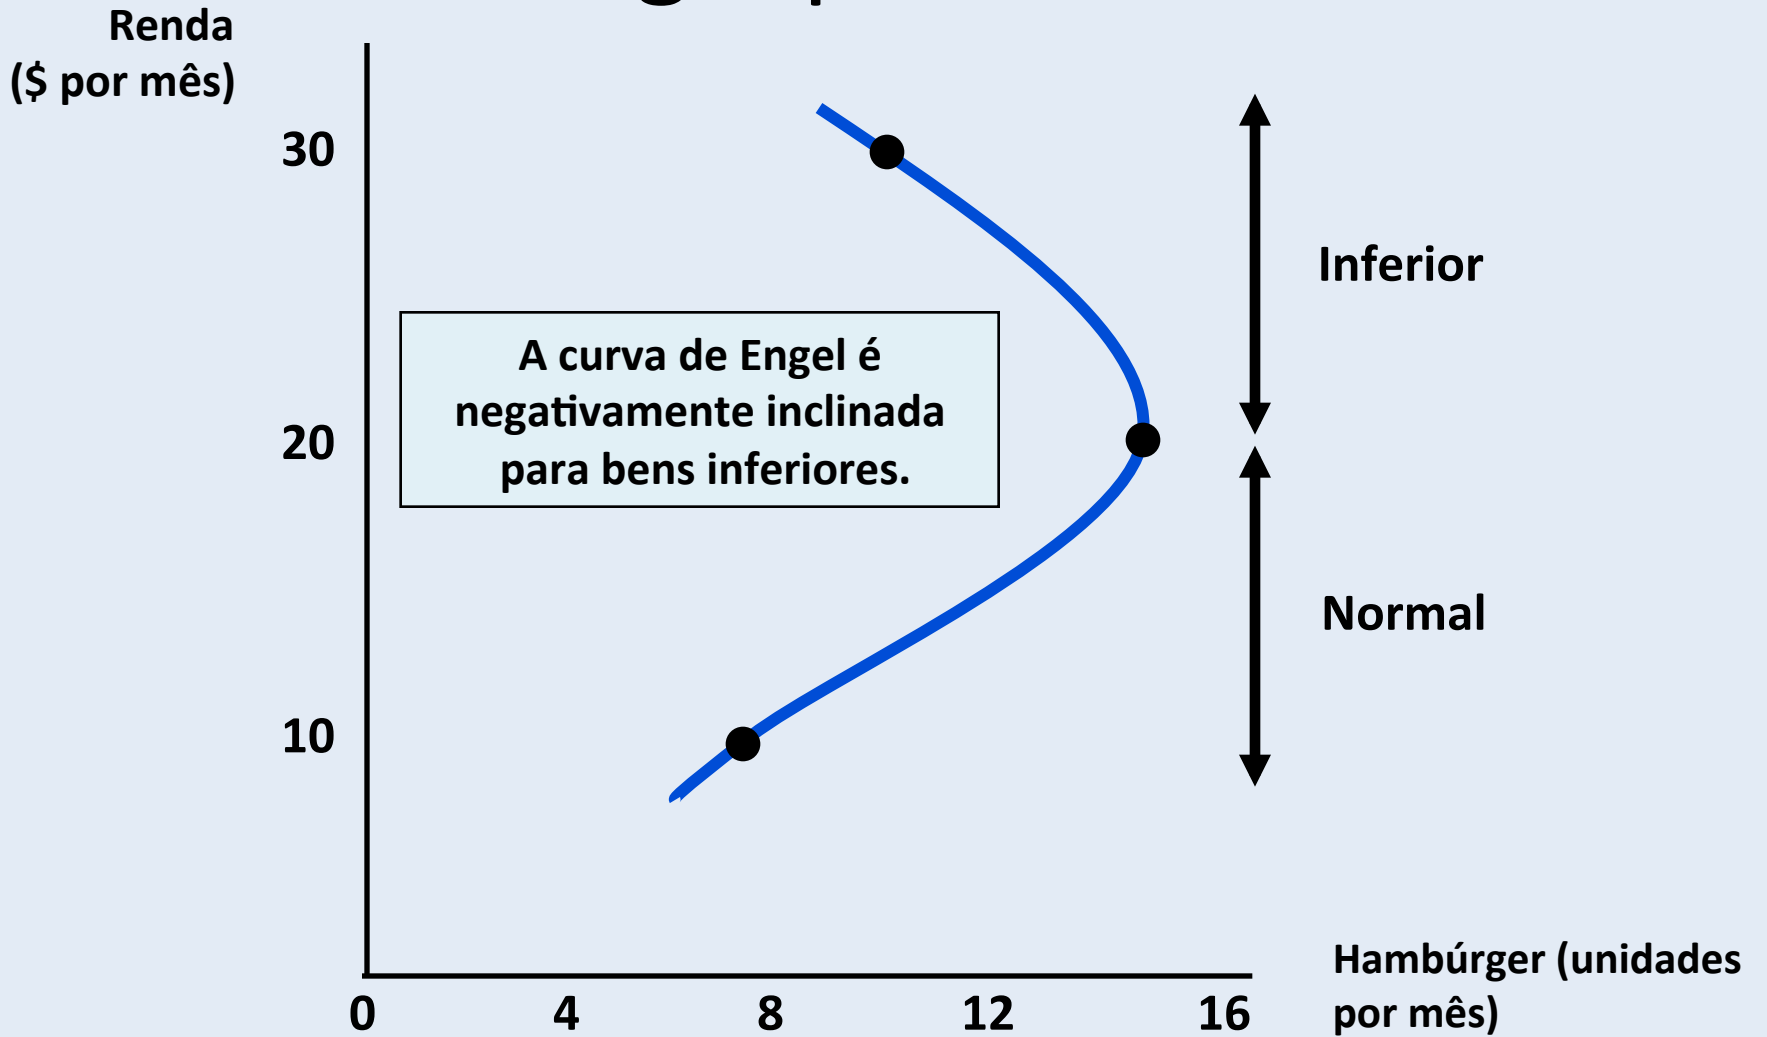 Renda
($ por mês)
30
20
10
A curva de Engel é
negativamente inclinada
para bens inferiores.
Inferior
Normal
0 4 8 12 16
Hambúrger (unidades
por mês)